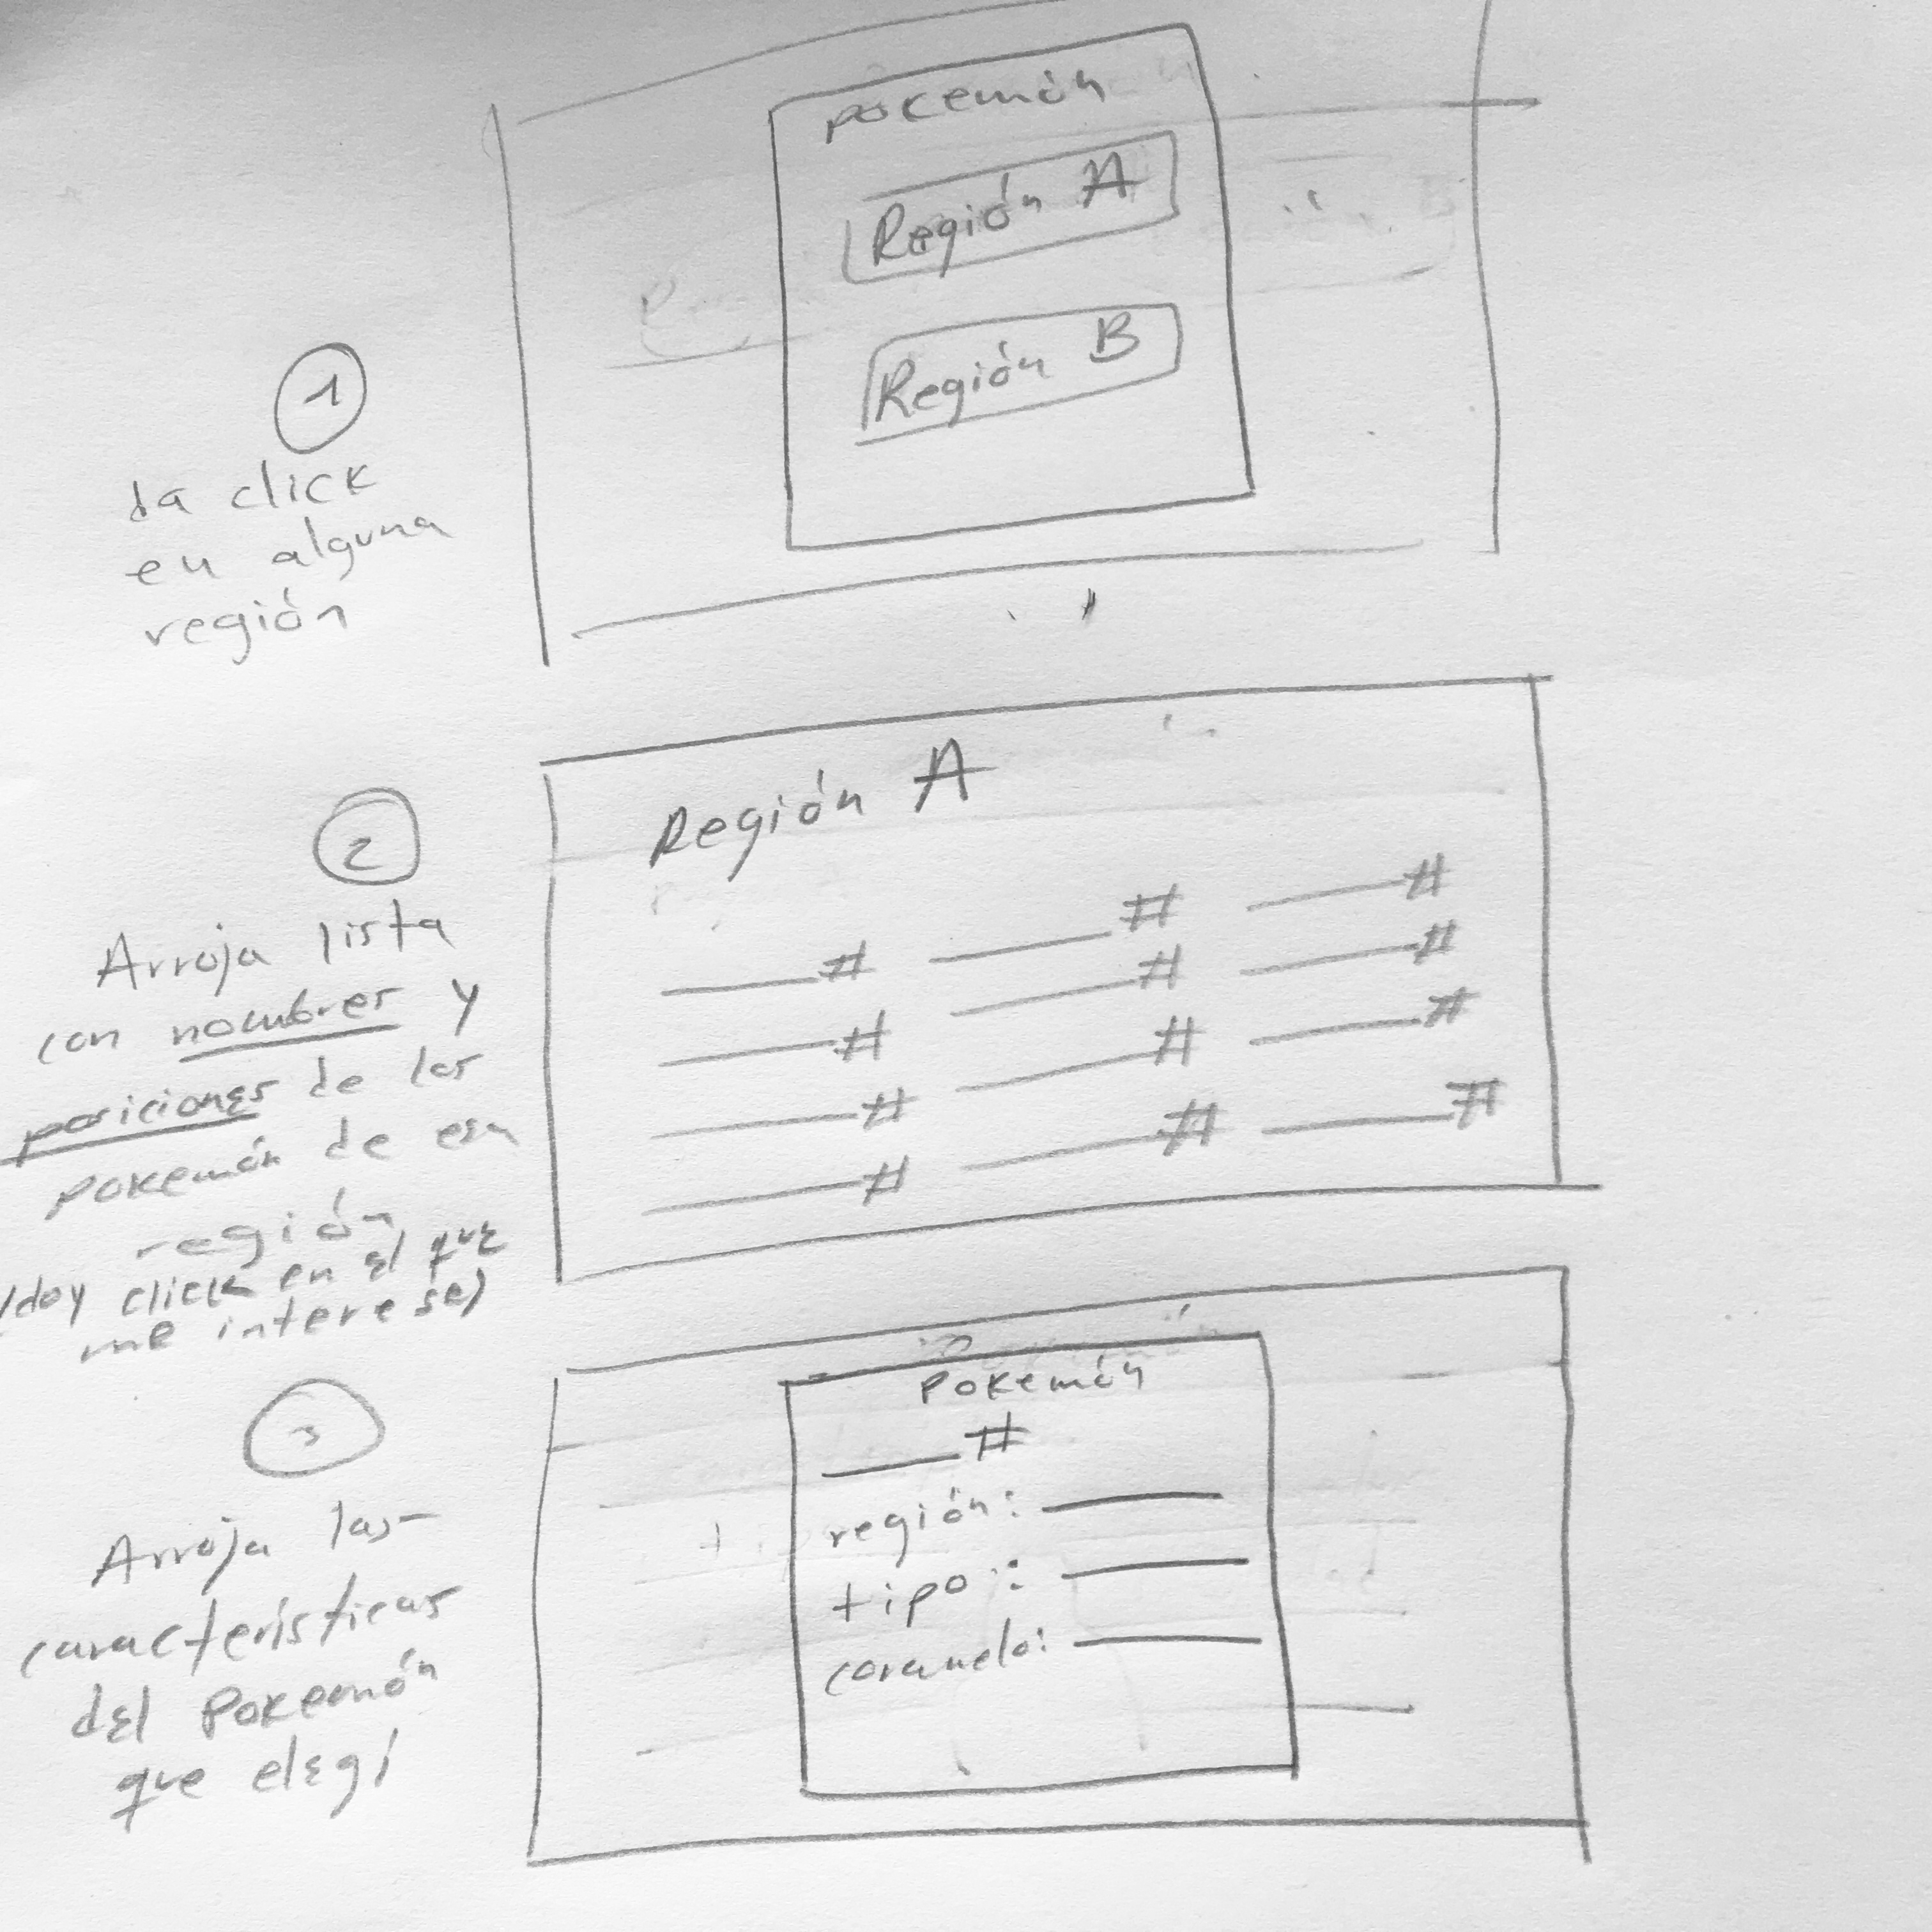 pokemón
Región A
Región B
1
da click
en alguna
región
Región A
#
#
#
#
#
#
#
#
#
#
#
#
2
Arroja lista
con nombres y
posiciones de los
pokemón de esa
región
(doy click en el que
me interese)
3
Arroja las
características
del Pokemón
que elegí
Pokemón
#
región:
tipo:
caramelo: